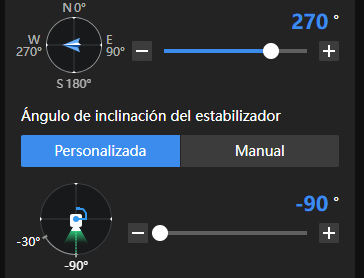 N 0°
270 °
W
270°
E
90°
S 180°
Ángulo de inclinación del estabilizador
Personalizada Manual
-90 °
-30°
-90°